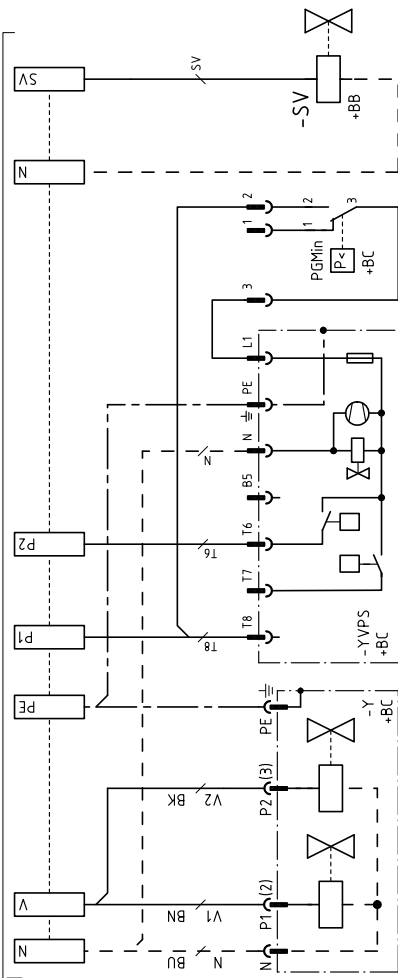 SV
N
P2
P1
PE
V
N
SV
-SV
+BB
2
1
3
L1
PE
N
B5
T6
T7
T8
2
1
3
PGMin
P<
+BC
N
T6
T8
-YVPS
+BC
PE
P2 (3)
P1 (2)
N
V2
BK
V1
BN
N
BU
-Y
+BC